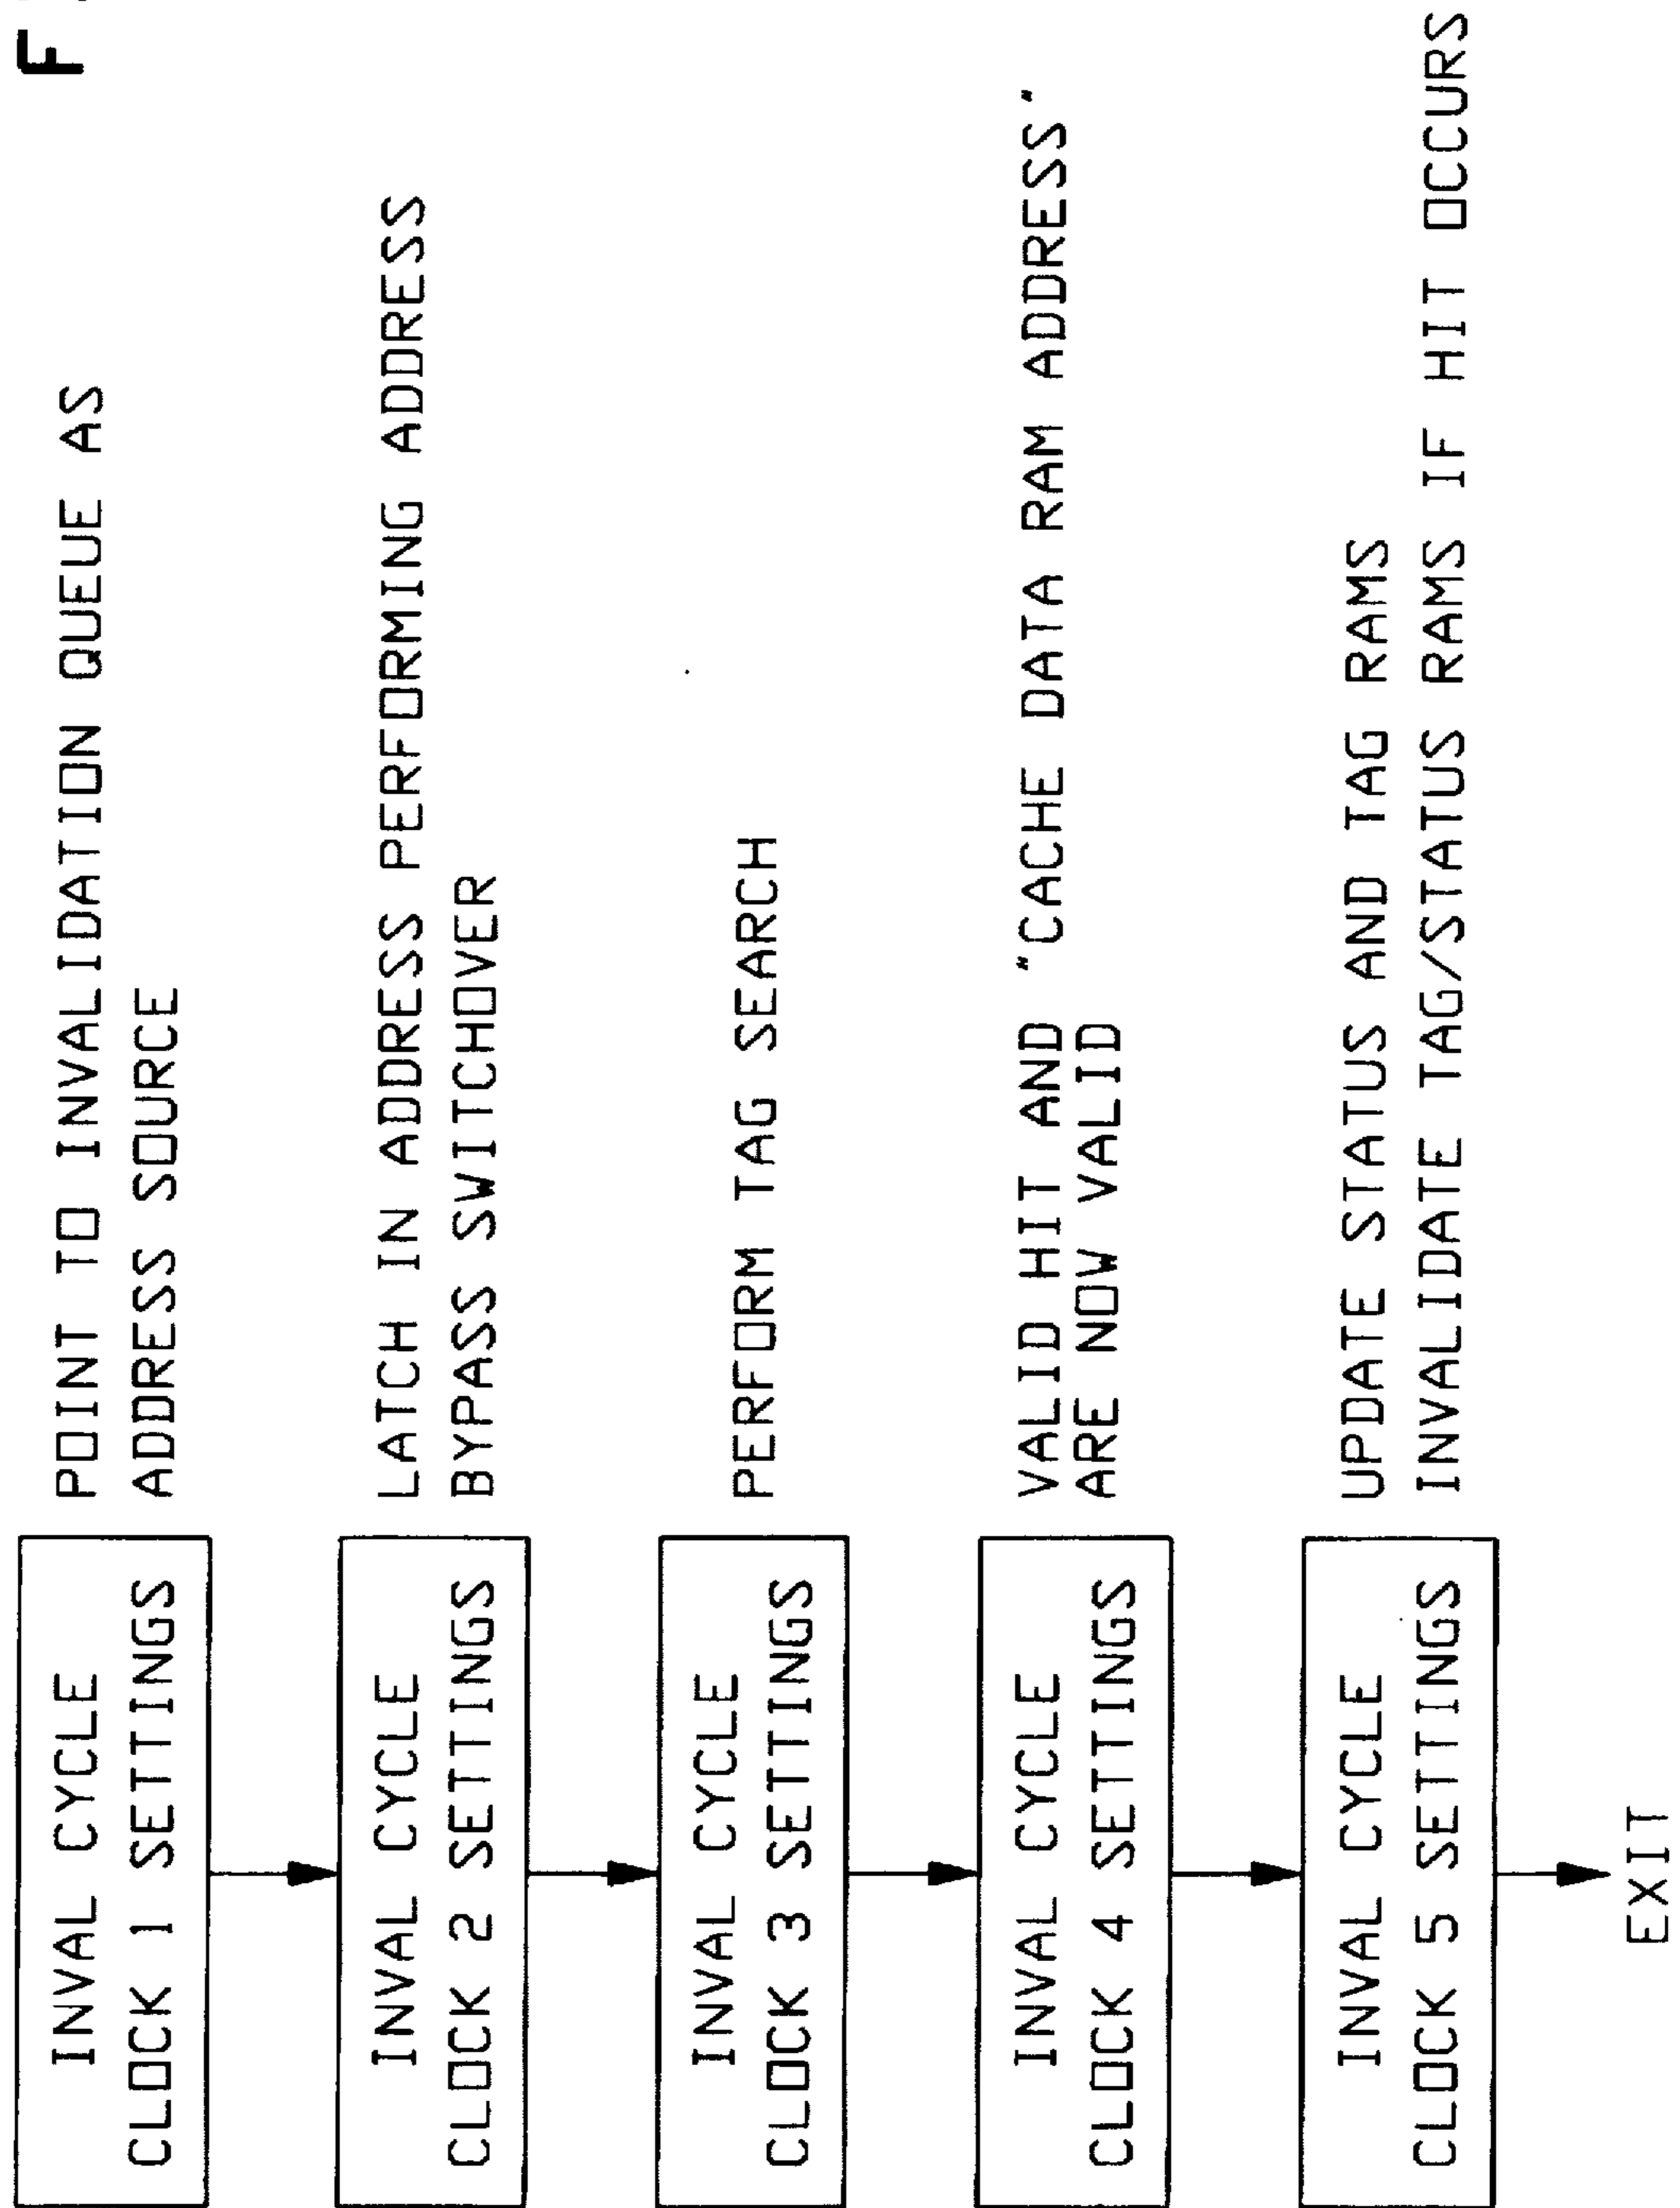 F
INVAL CYCLE
CLOCK 1 SETTINGS
POINT TO INVALIDATION QUEUE AS
ADDRESS SOURCE
INVAL CYCLE
CLOCK 2 SETTINGS
LATCH IN ADDRESS PERFORMING ADDRESS
BYPASS SWITCHOVER
INVAL CYCLE
CLOCK 3 SETTINGS
PERFORM TAG SEARCH
INVAL CYCLE
CLOCK 4 SETTINGS
VALID HIT AND "CACHE DATA RAM ADDRESS"
ARE NOW VALID
INVAL CYCLE
CLOCK 5 SETTINGS
UPDATE STATUS AND TAG RAMS
INVALIDATE TAG/STATUS RAMS IF HIT OCCURS
EXIT